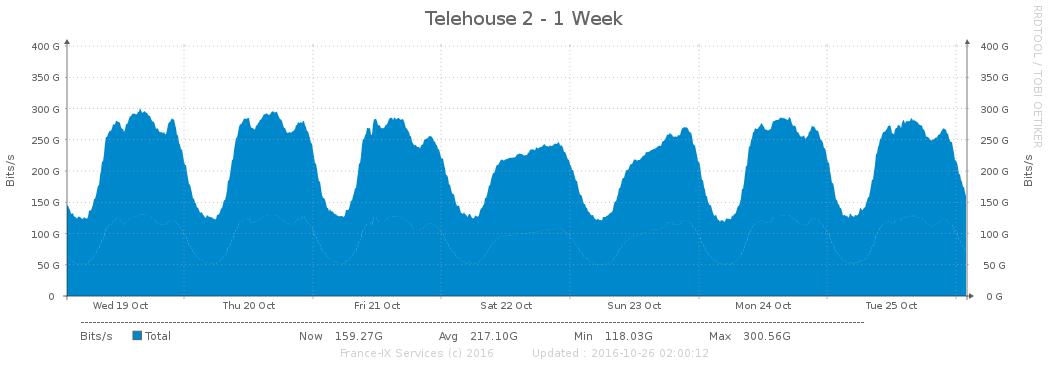 Telehouse 2 - 1 Week
RRDTOOL / TOBI OETIKER
Bits/s
400 G 400 G
350 G 350 G
300 G 300 G
250 G 250 G
200 G 200 G
150 G 150 G
100 G 100 G
50 G 50 G
0 0 G
Bits/s
Wed 19 Oct Thu 20 Oct Fri 21 Oct Sat 22 Oct Sun 23 Oct Mon 24 Oct Tue 25 Oct
Bits/s Total Now 159.27G Avg 217.10G Min 118.03G Max 300.56G
France-IX Services (c) 2016 Updated : 2016-10-26 02:00:12